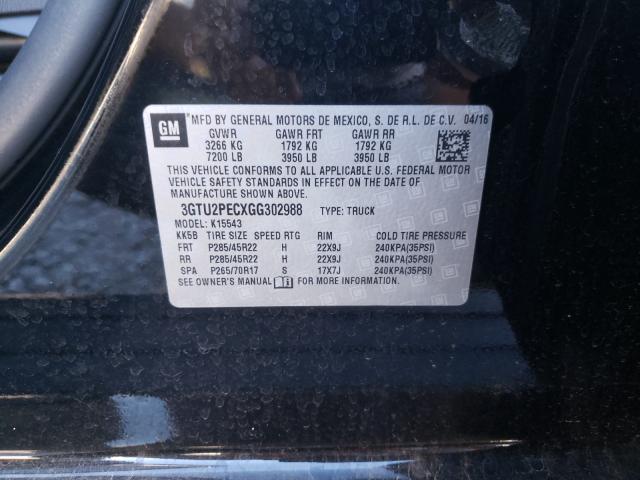 GM MFD BY GENERAL MOTORS DE MEXICO, S. DE R.L. DE C.V. 04/16
GVWR GAWR FRT GAWR RR
3266 KG 1792 KG 1792 KG
7200 LB 3950 LB 3950 LB
THIS VEHICLE CONFORMS TO ALL APPLICABLE U.S. FEDERAL MOTOR
VEHICLE SAFETY STANDARDS IN EFFECT ON THE DATE OF MANUFACTURE
SHOWN ABOVE.
3GTU2PECXGG302988 TYPE: TRUCK
MODEL: K15543
KK5B TIRE SIZE SPEED RTG RIM COLD TIRE PRESSURE
FRT P285/45R22 H 22X9J 240KPA(35PSI)
RR P285/45R22 H 22X9J 240KPA(35PSI)
SPA P265/70R17 S 17X7J 240KPA(35PSI)
SEE OWNER'S MANUAL FOR MORE INFORMATION.